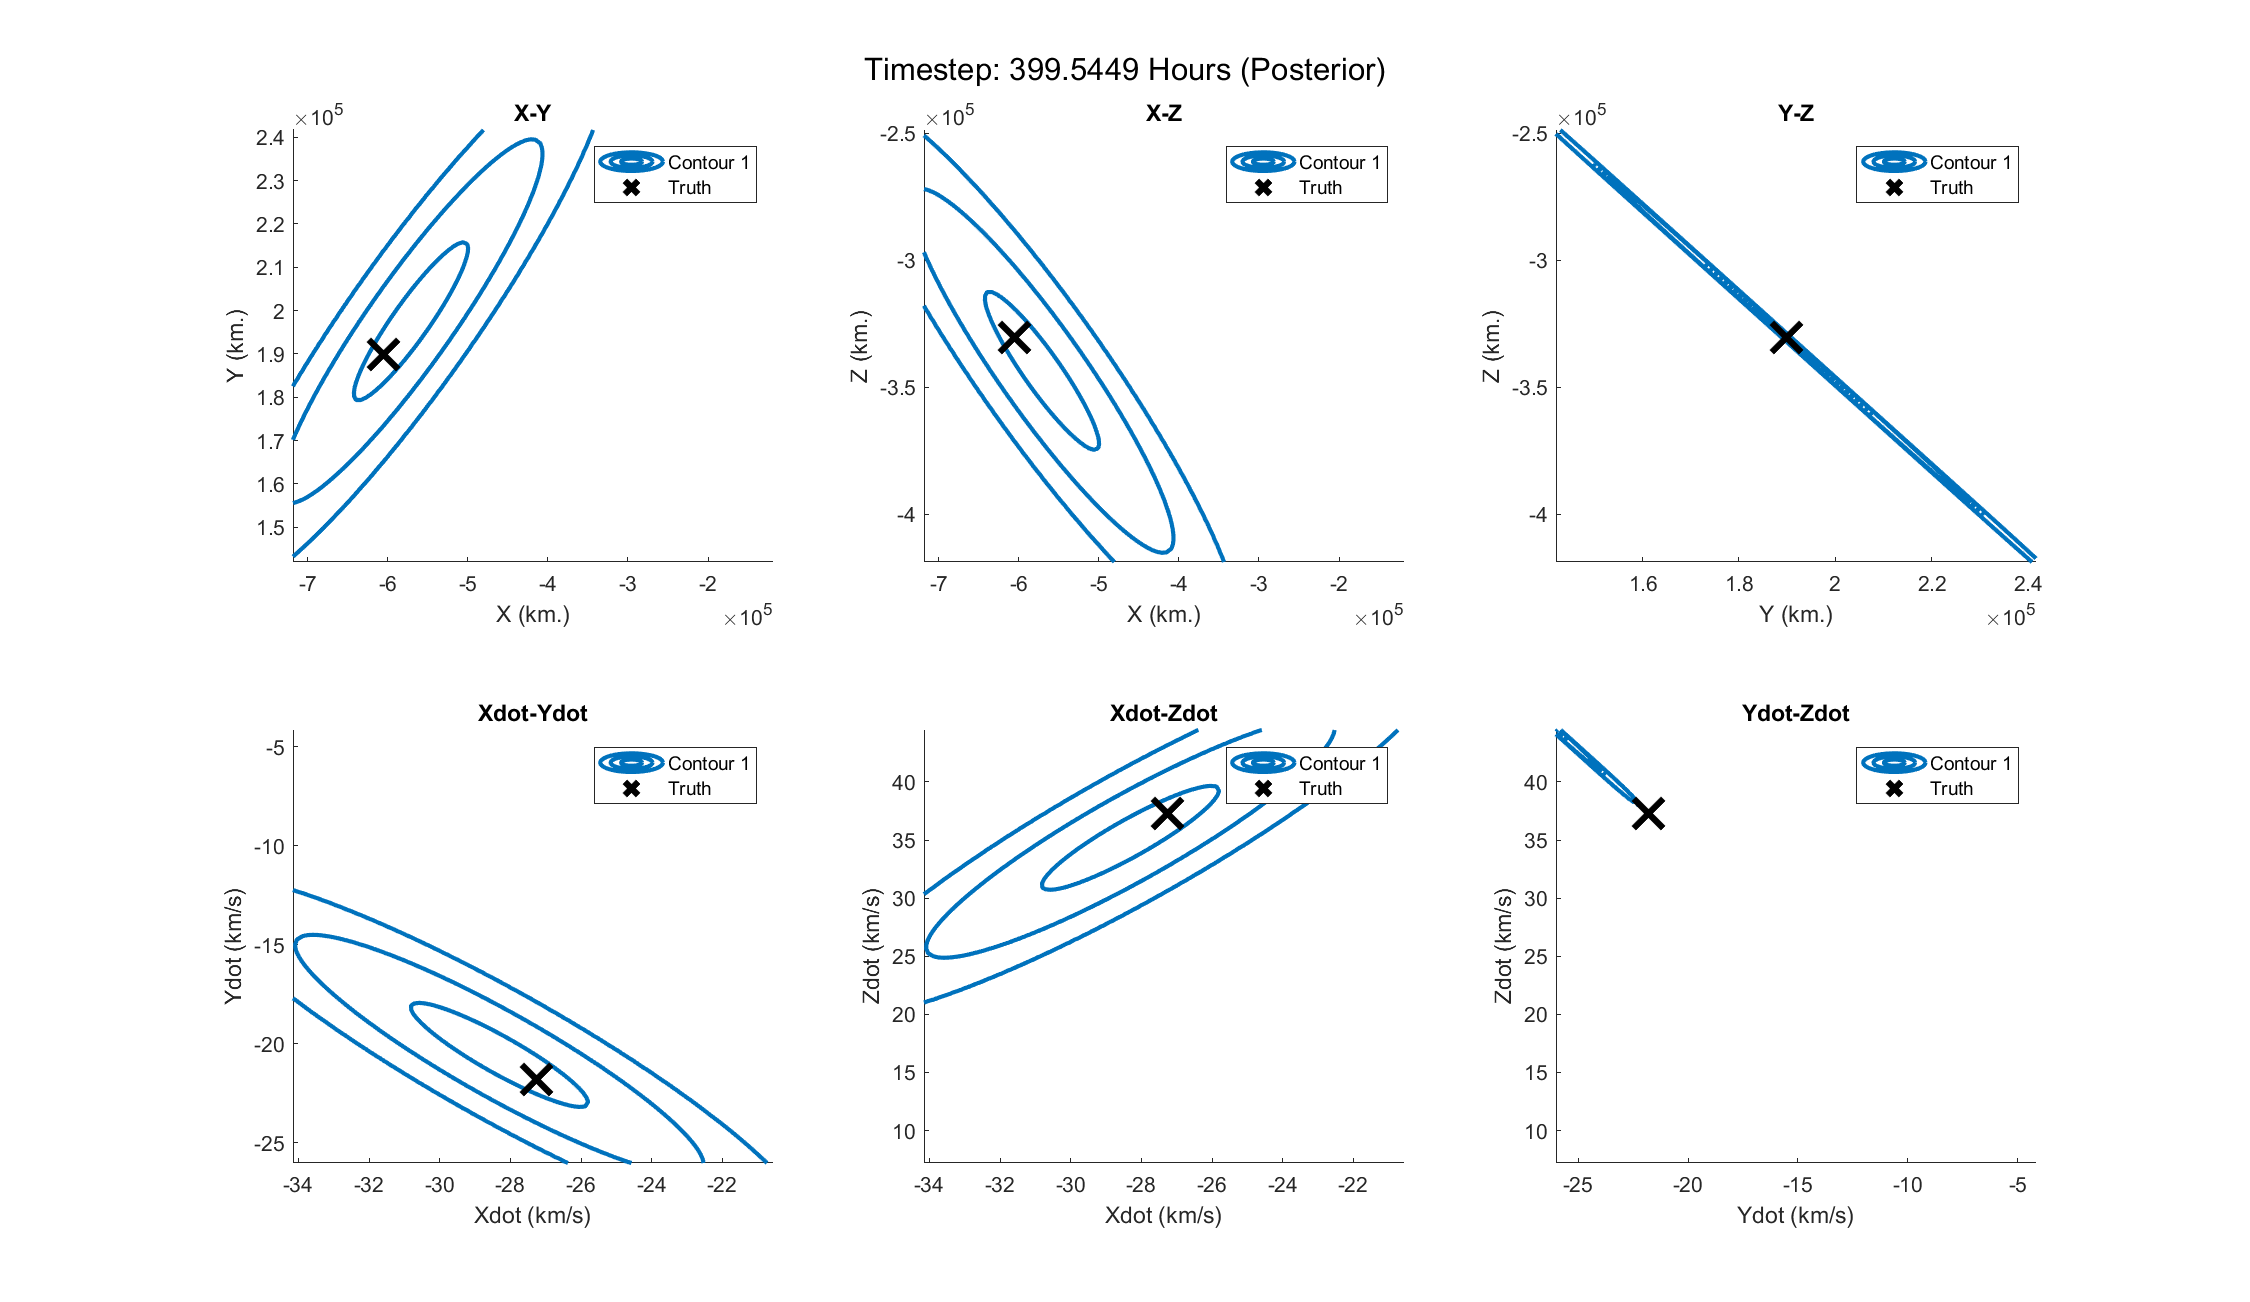 Timestep: 399.5449 Hours (Posterior)
X-Y
×10^5
2.4
2.3
2.2
2.1
2
1.9
1.8
1.7
1.6
1.5
Y (km.)
-7 -6 -5 -4 -3 -2
X (km.)
×10^5
Contour 1
Truth
X-Z
×10^5
-2.5
-3
-3.5
-4
Z (km.)
-7 -6 -5 -4 -3 -2
X (km.)
×10^5
Contour 1
Truth
Y-Z
×10^5
-2.5
-3
-3.5
-4
Z (km.)
1.6 1.8 2 2.2 2.4
Y (km.)
×10^5
Contour 1
Truth
Xdot-Ydot
-5
-10
-15
-20
-25
Ydot (km/s)
-34 -32 -30 -28 -26 -24 -22
Xdot (km/s)
Contour 1
Truth
Xdot-Zdot
40
35
30
25
20
15
10
Zdot (km/s)
-34 -32 -30 -28 -26 -24 -22
Xdot (km/s)
Contour 1
Truth
Ydot-Zdot
40
35
30
25
20
15
10
Zdot (km/s)
-25 -20 -15 -10 -5
Ydot (km/s)
Contour 1
Truth